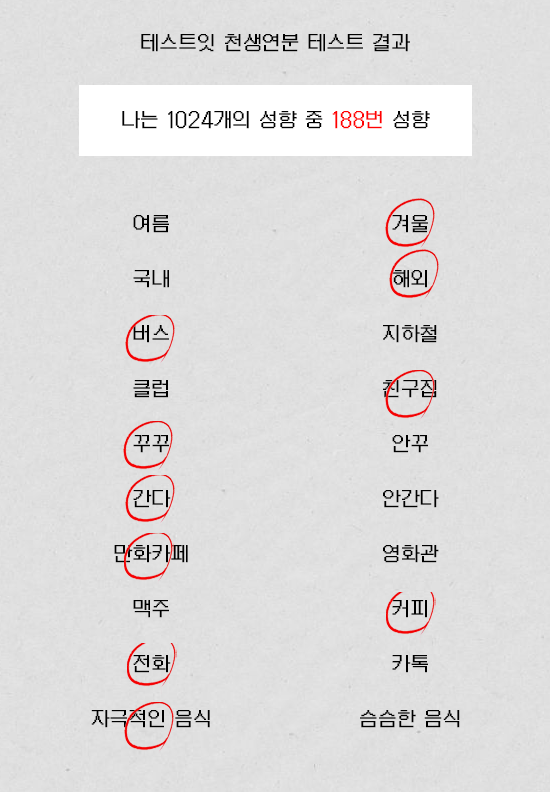 테스트잇 천생연분 테스트 결과
나는 1024개의 성향 중 188번 성향
여름 겨울
국내 해외
버스 지하철
클럽 친구집
꾸꾸 안꾸
간다 안간다
만화카페 영화관
맥주 커피
전화 카톡
자극적인 음식 슴슴한 음식